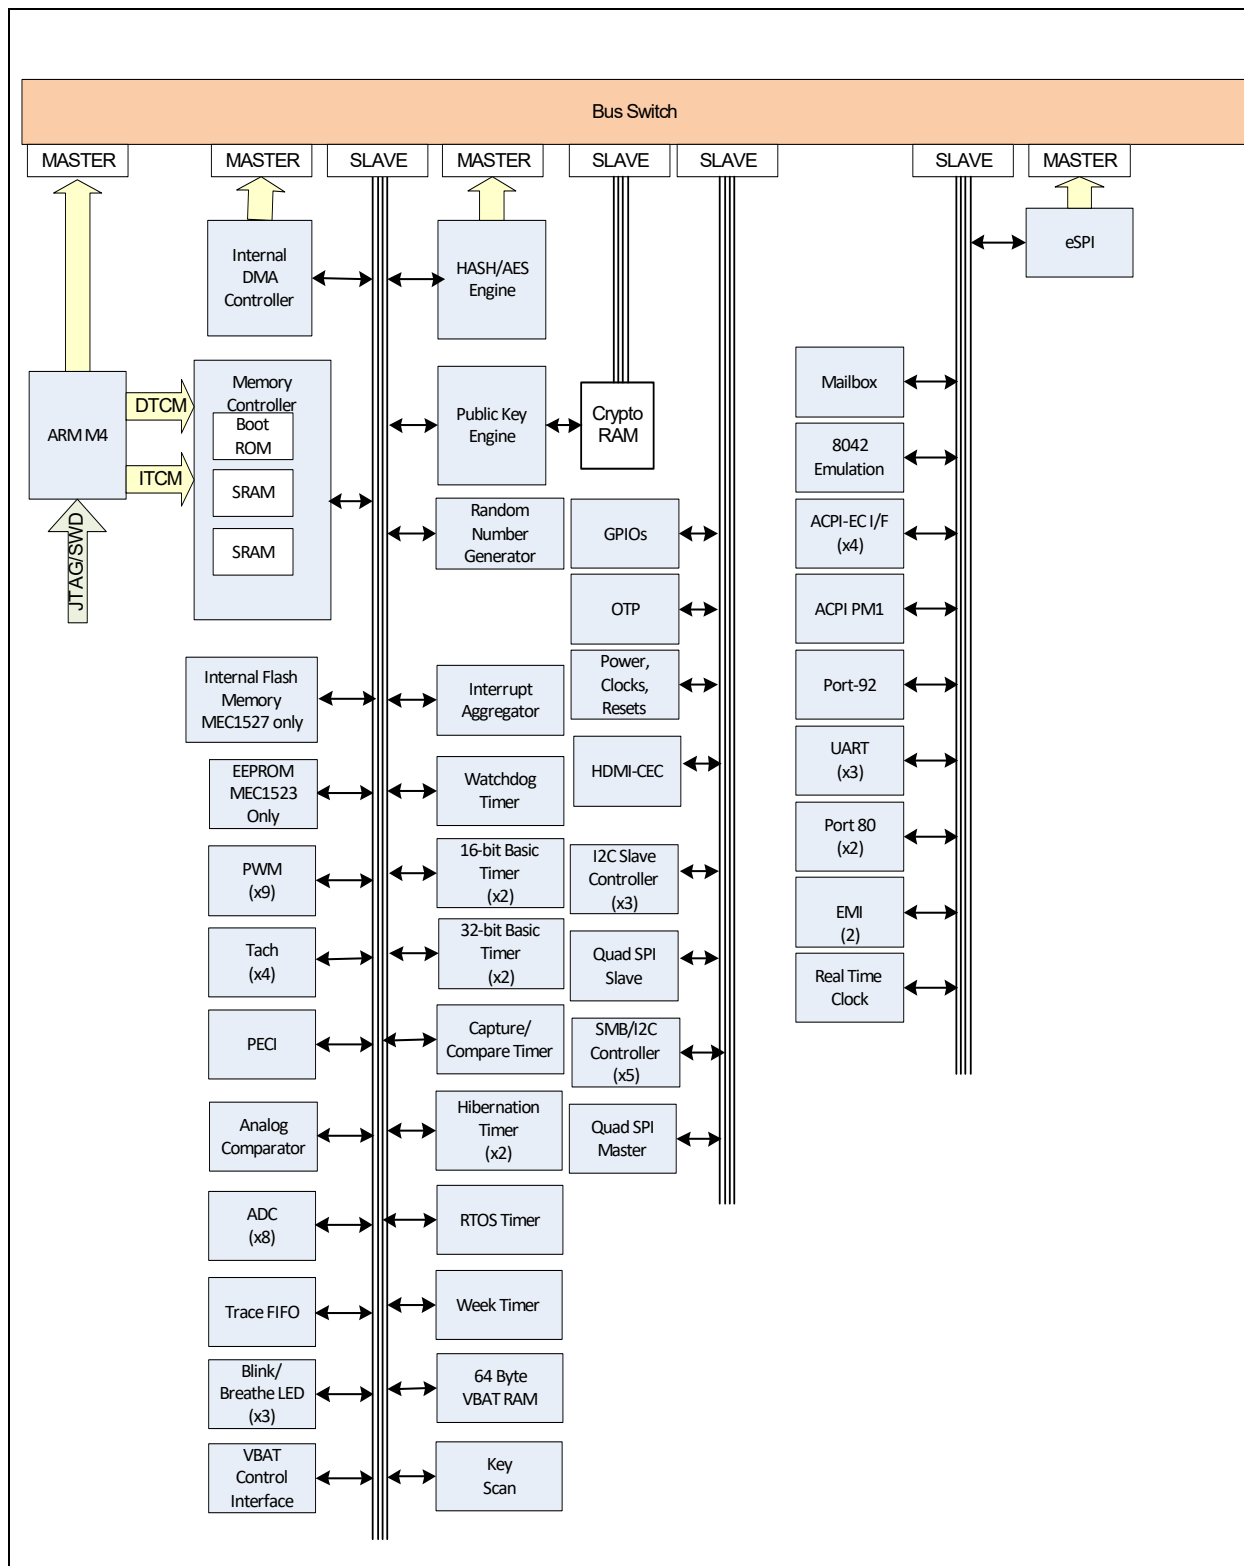 Bus Switch
MASTER
MASTER
SLAVE
MASTER
SLAVE
SLAVE
SLAVE
MASTER
Internal
DMA
Controller
HASH/AES
Engine
eSPI
ARM M4
DTCM
ITCM
JTAG/SWD
Memory
Controller
Boot
ROM
SRAM
SRAM
Public Key
Engine
Crypto
RAM
Random
Number
Generator
Internal Flash
Memory
MEC1527 only
EEPROM
MEC1523
Only
PWM
(x9)
Tach
(x4)
PECI
Analog
Comparator
ADC
(x8)
Trace FIFO
Blink/
Breathe LED
(x3)
VBAT
Control
Interface
Interrupt
Aggregator
Watchdog
Timer
16-bit Basic
Timer
(x2)
32-bit Basic
Timer
(x2)
Capture/
Compare Timer
Hibernation
Timer
(x2)
RTOS Timer
Week Timer
64 Byte
VBAT RAM
Key
Scan
GPIOs
OTP
Power,
Clocks,
Resets
HDMI-CEC
I2C Slave
Controller
(x3)
Quad SPI
Slave
SMB/I2C
Controller
(x5)
Quad SPI
Master
Mailbox
8042
Emulation
ACPI-EC I/F
(x4)
ACPI PM1
Port-92
UART
(x3)
Port 80
(x2)
EMI
(2)
Real Time
Clock